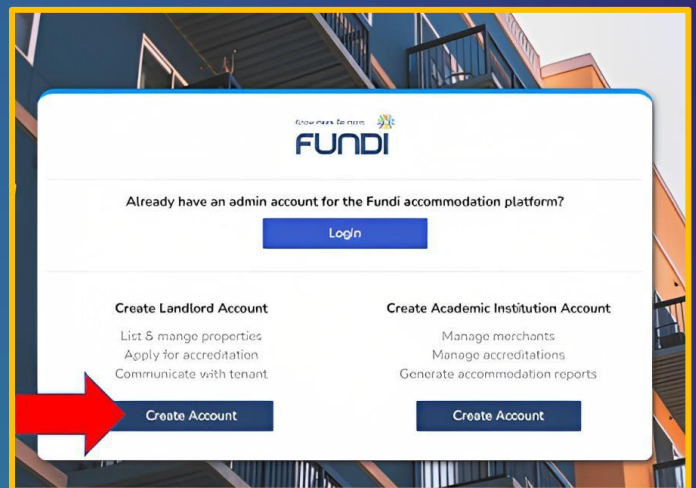 FUNDI
Already have an admin account for the Fundi accommodation platform?
Login
Create Landlord Account
List & mange properties
Apply for accreditation
Communicate with tenant
Create Account
Create Academic Institution Account
Manage merchants
Manage accreditations
Generate accommodation reports
Create Account